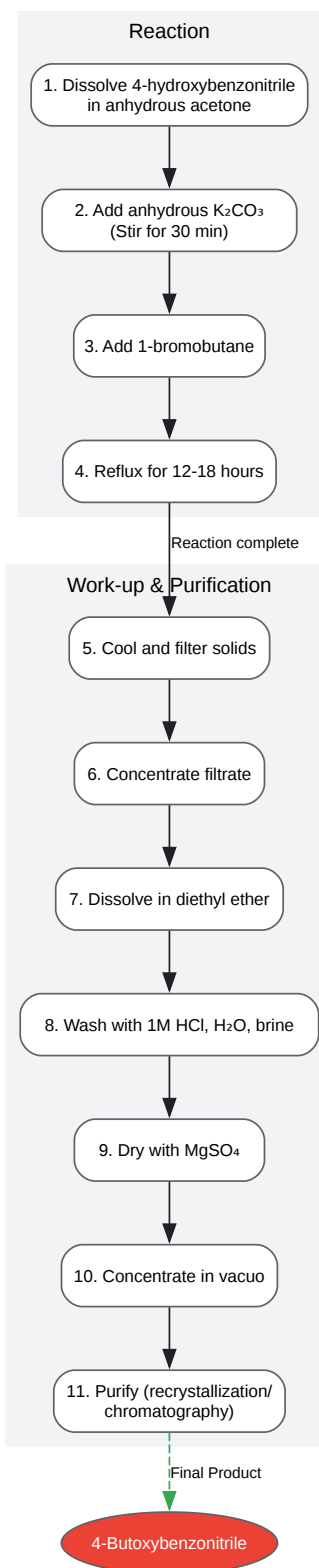 Reaction
1. Dissolve 4-hydroxybenzonitrile
in anhydrous acetone
2. Add anhydrous K₂CO₃
(Stir for 30 min)
3. Add 1-bromobutane
4. Reflux for 12-18 hours
Reaction complete
Work-up & Purification
5. Cool and filter solids
6. Concentrate filtrate
7. Dissolve in diethyl ether
8. Wash with 1M HCl, H₂O, brine
9. Dry with MgSO₄
10. Concentrate in vacuo
11. Purify (recrystallization/
chromatography)
Final Product
4-Butoxybenzonitrile